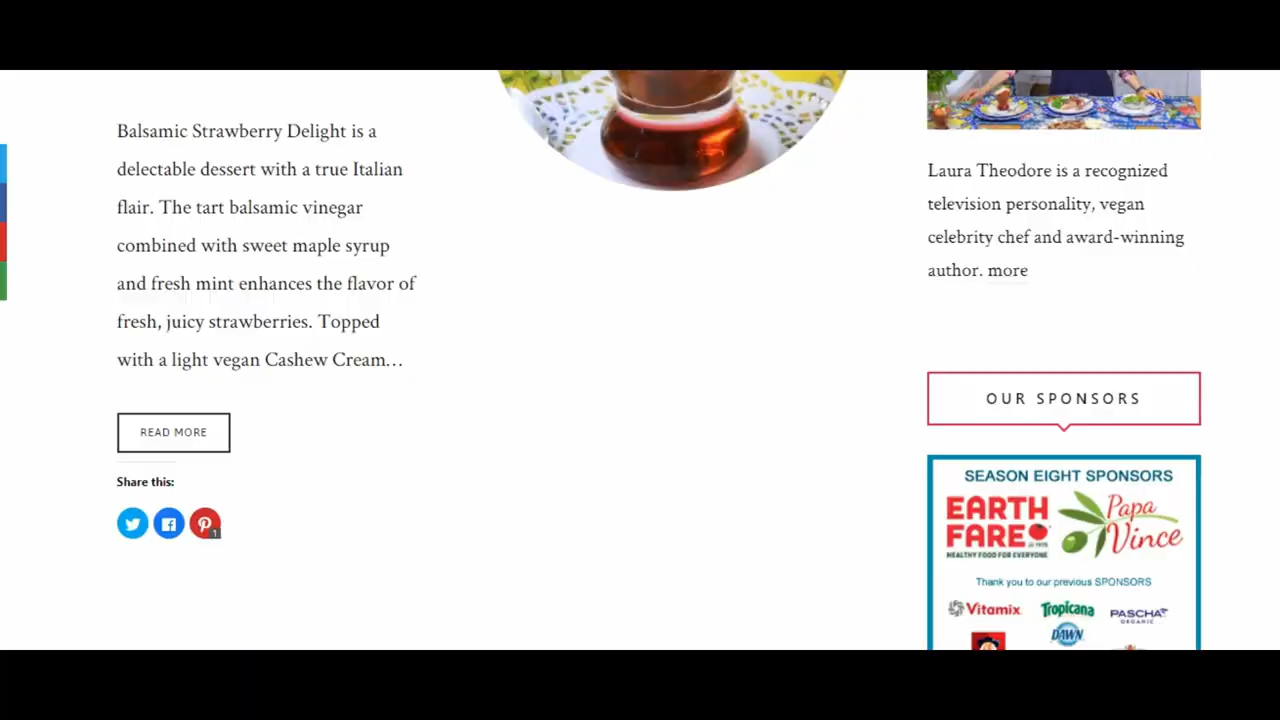 Balsamic Strawberry Delight is a
delectable dessert with a true Italian
flair. The tart balsamic vinegar
combined with sweet maple syrup
and fresh mint enhances the flavor of
fresh, juicy strawberries. Topped
with a light vegan Cashew Cream…
READ MORE
Share this:
1
Laura Theodore is a recognized
television personality, vegan
celebrity chef and award-winning
author. more
OUR SPONSORS
SEASON EIGHT SPONSORS
EARTH
FARE
HEALTHY FOOD FOR EVERYONE
Papa
Vince
Thank you to our previous SPONSORS
Vitamix
Tropicana
PASCHA
ORGANIC
DAWN